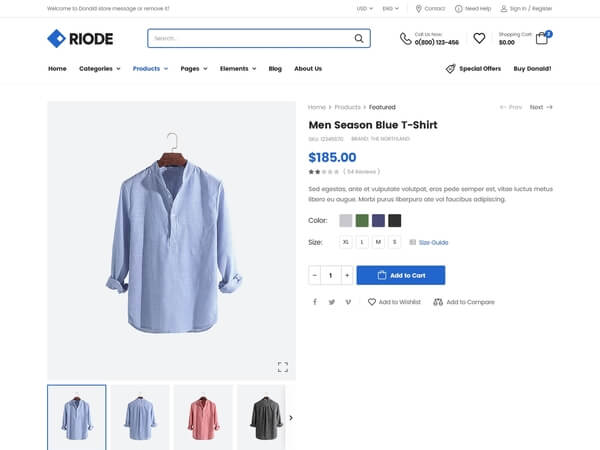 Welcome to Donald store message or remove it!
USD
ENG
Contact
Need Help
Sign in / Register
RIODE
Search...
Call Us Now:
0(800) 123-456
Shopping Cart:
$0.00
2
Home
Categories
Products
Pages
Elements
Blog
About Us
Special Offers
Buy Donald!
Home > Products > Featured
Prev
Next
Men Season Blue T-Shirt
SKU: 12345670
BRAND: THE NORTHLAND
$185.00
( 54 Reviews )
Sed egestas, ante et vulputate volutpat, eros pede semper est, vitae luctus metus
libero eu augue. Morbi purus liberpuro ate vol faucibus adipiscing.
Color:
Size:
XL
L
M
S
Size Guide
- 1 +
Add to Cart
Add to Wishlist
Add to Compare